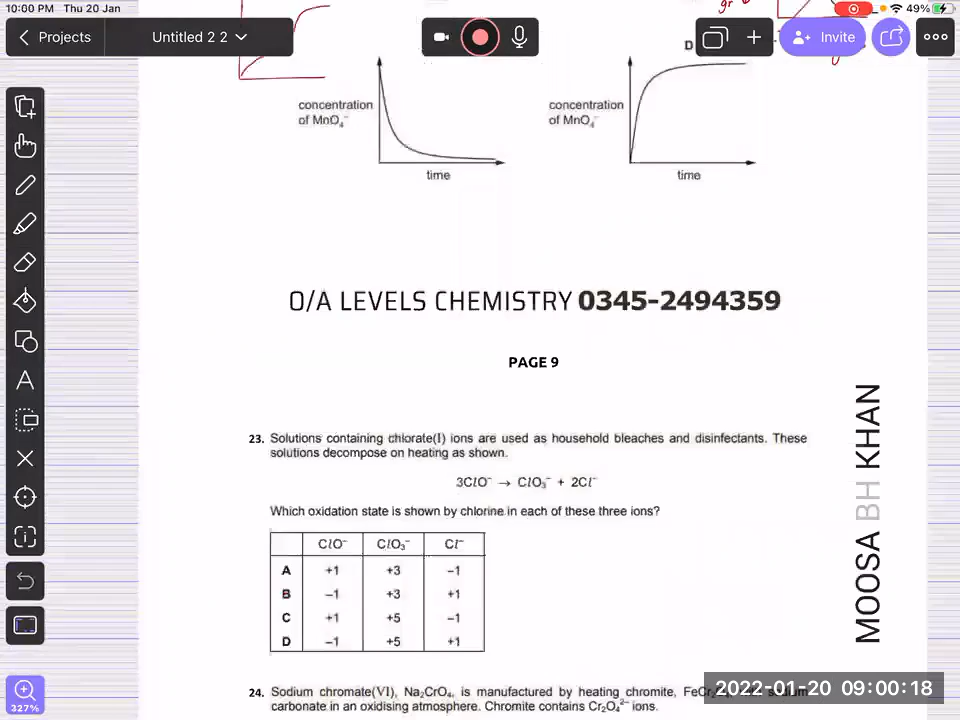 10:00 PM Thu 20 Jan
49%
Projects
Untitled 2 2
Invite
gr
D
concentration
of MnO₄⁻
time
concentration
of MnO₄⁻
time
O/A LEVELS CHEMISTRY 0345-2494359
PAGE 9
MOOSA BH KHAN
23. Solutions containing chlorate(I) ions are used as household bleaches and disinfectants. These
solutions decompose on heating as shown.
3ClO⁻ → ClO₃⁻ + 2Cl⁻
Which oxidation state is shown by chlorine in each of these three ions?
ClO⁻ ClO₃⁻ Cl⁻
A +1 +3 −1
B −1 +3 +1
C +1 +5 −1
D −1 +5 +1
24. Sodium chromate(VI), Na₂CrO₄, is manufactured by heating chromite, sodium
carbonate in an oxidising atmosphere. Chromite contains Cr₂O₄²⁻ ions.
2022-01-20 09:00:18
327%